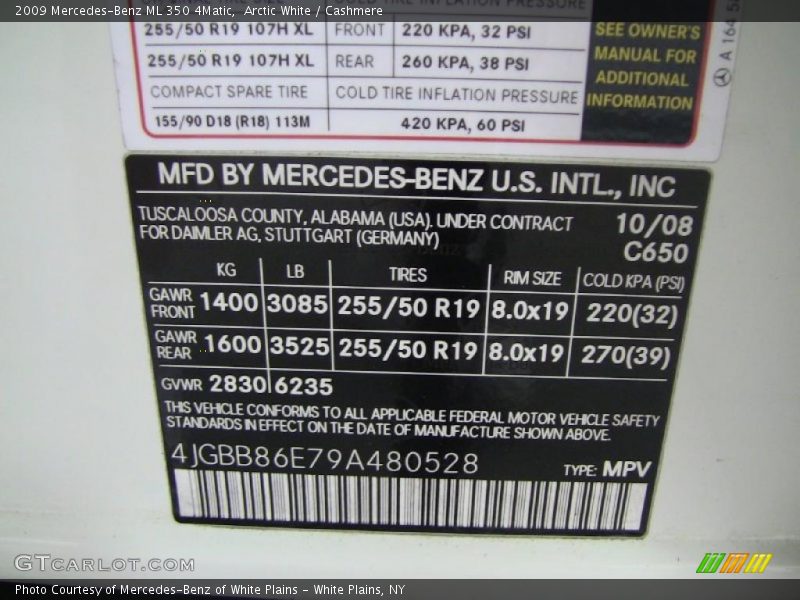 2009 Mercedes-Benz ML 350 4Matic,  Arctic White / Cashmere
COLD TIRE INFLATION PRESSURE
255/50 R19 107H XL FRONT 220 KPA, 32 PSI
255/50 R19 107H XL REAR 260 KPA, 38 PSI
COMPACT SPARE TIRE COLD TIRE INFLATION PRESSURE
155/90 D18 (R18) 113M 420 KPA, 60 PSI
SEE OWNER'S
MANUAL FOR
ADDITIONAL
INFORMATION
A 164 58
MFD BY MERCEDES-BENZ U.S. INTL., INC
TUSCALOOSA COUNTY, ALABAMA (USA). UNDER CONTRACT
FOR DAIMLER AG, STUTTGART (GERMANY)
10/08
C650
KG LB TIRES RIM SIZE COLD KPA (PSI)
GAWR FRONT 1400 3085 255/50 R19 8.0x19 220(32)
GAWR REAR 1600 3525 255/50 R19 8.0x19 270(39)
GVWR 2830 6235
THIS VEHICLE CONFORMS TO ALL APPLICABLE FEDERAL MOTOR VEHICLE SAFETY
STANDARDS IN EFFECT ON THE DATE OF MANUFACTURE SHOWN ABOVE.
4JGBB86E79A480528 TYPE: MPV
GTCARLOT.COM
Photo Courtesy of Mercedes-Benz of White Plains - White Plains, NY